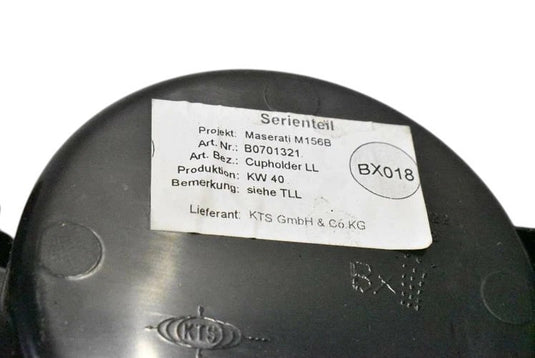 Serienteil
Projekt: Maserati M156B
Art.Nr.: B0701321.
Art. Bez.: Cupholder LL
Produktion: KW 40
Bemerkung: siehe TLL
Lieferant: KTS GmbH & Co.KG
BX018
BX
KTS